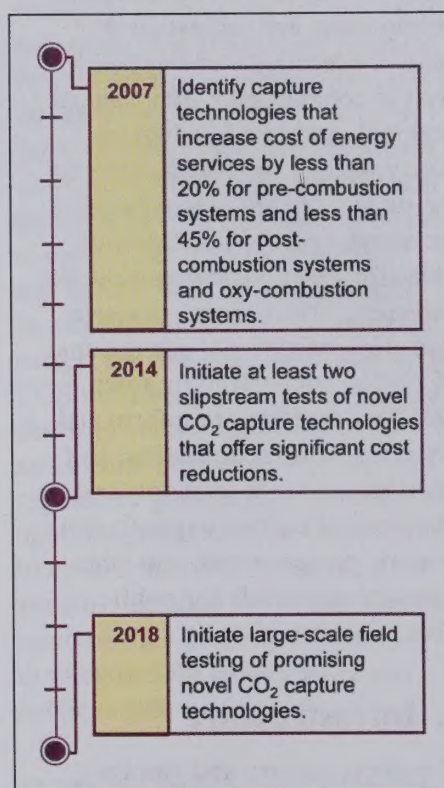 2007
Identify capture
technologies that
increase cost of energy
services by less than
20% for pre-combustion
systems and less than
45% for post-
combustion systems
and oxy-combustion
systems.
2014
Initiate at least two
slipstream tests of novel
CO₂ capture technologies
that offer significant cost
reductions.
2018
Initiate large-scale field
testing of promising
novel CO₂ capture
technologies.